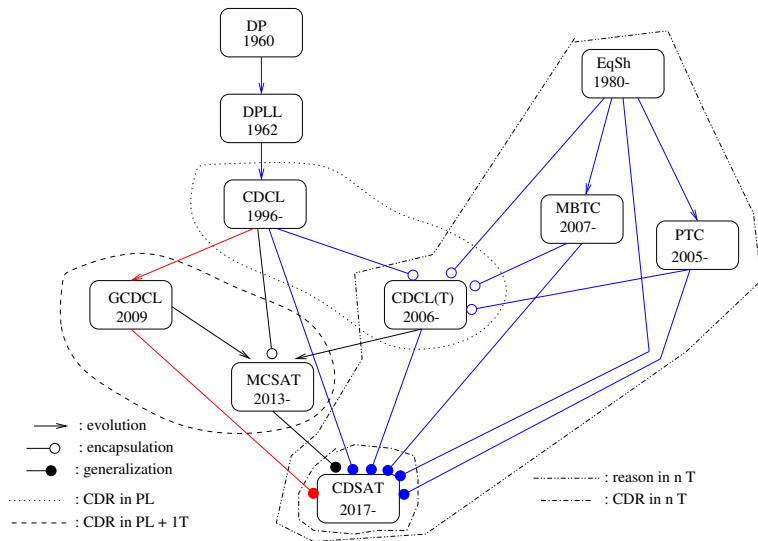 DP
1960
EqSh
1980-
DPLL
1962
CDCL
1996-
MBTC
2007-
PTC
2005-
GCDCL
2009
CDCL(T)
2006-
MCSAT
2013-
: evolution
: encapsulation
: generalization
: CDR in PL
: CDR in PL + 1T
CDSAT
2017-
: reason in n T
: CDR in n T